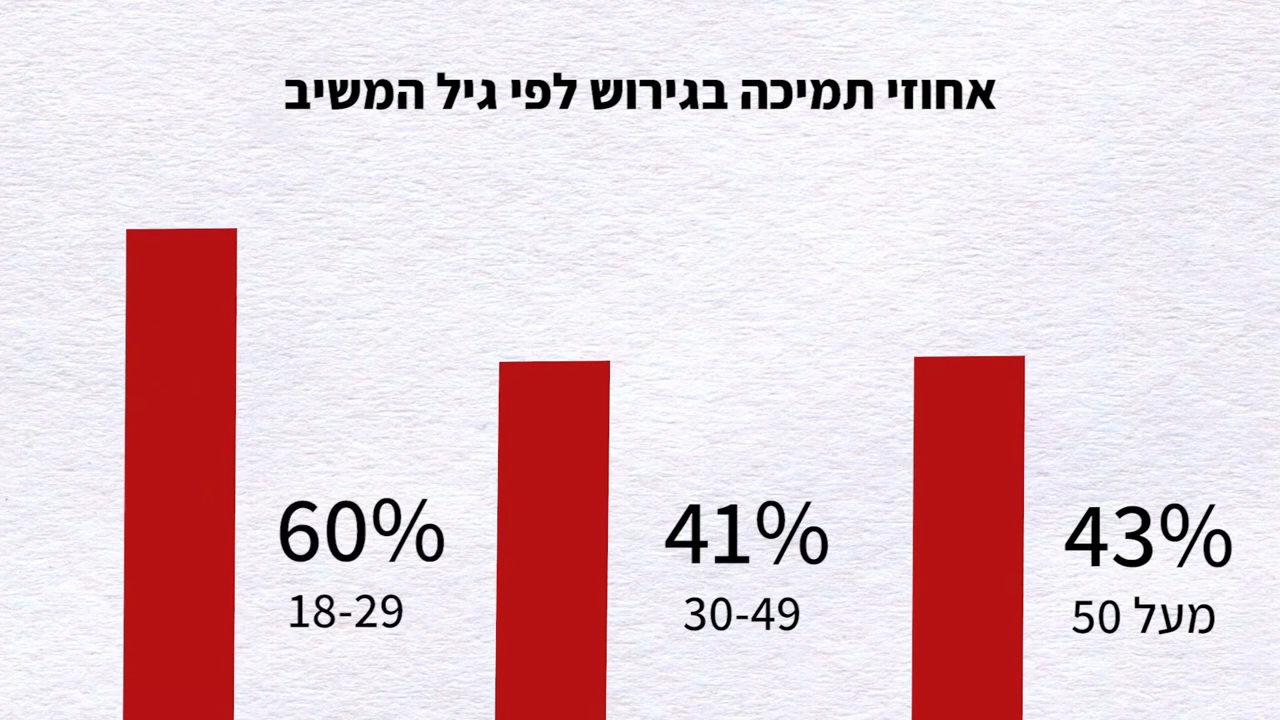 אחוזי תמיכה בגירוש לפי גיל המשיב
60%
18-29
41%
30-49
43%
מעל 50